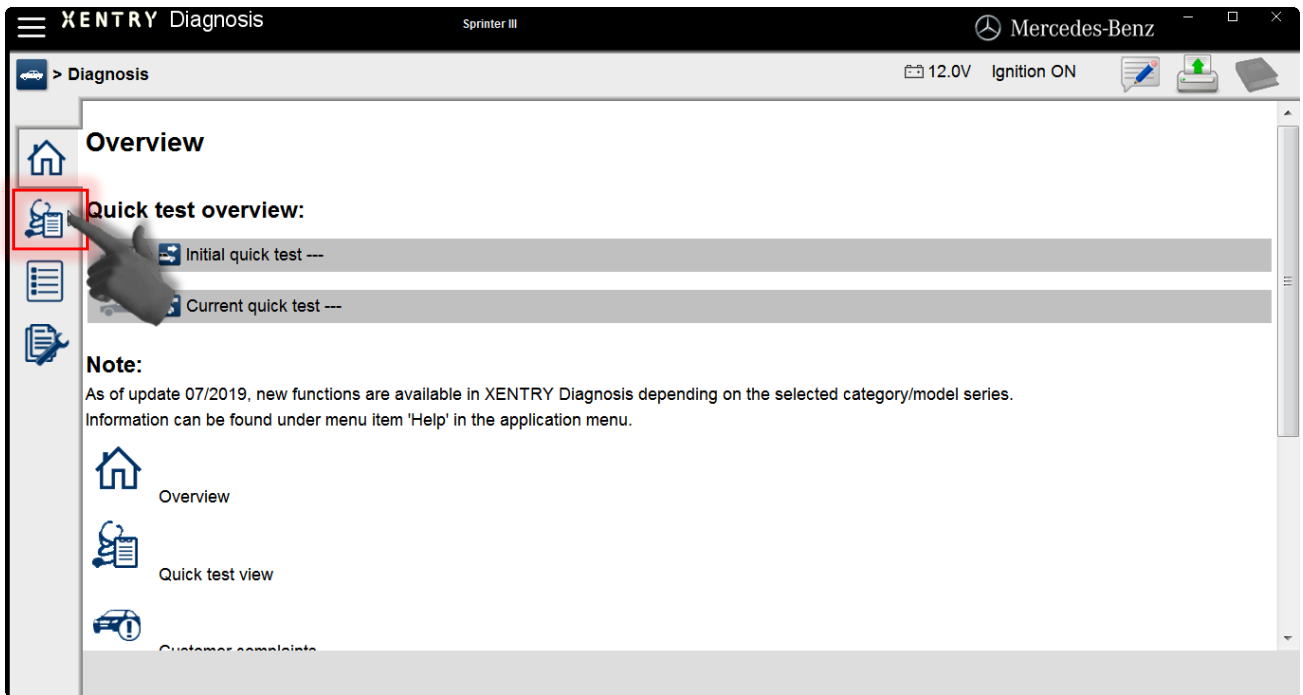 XENTRY Diagnosis
Sprinter III
Mercedes-Benz
> Diagnosis
12.0V
Ignition ON
Overview
Quick test overview:
Initial quick test ---
Current quick test ---
Note:
As of update 07/2019, new functions are available in XENTRY Diagnosis depending on the selected category/model series.
Information can be found under menu item 'Help' in the application menu.
Overview
Quick test view
Customer complaints